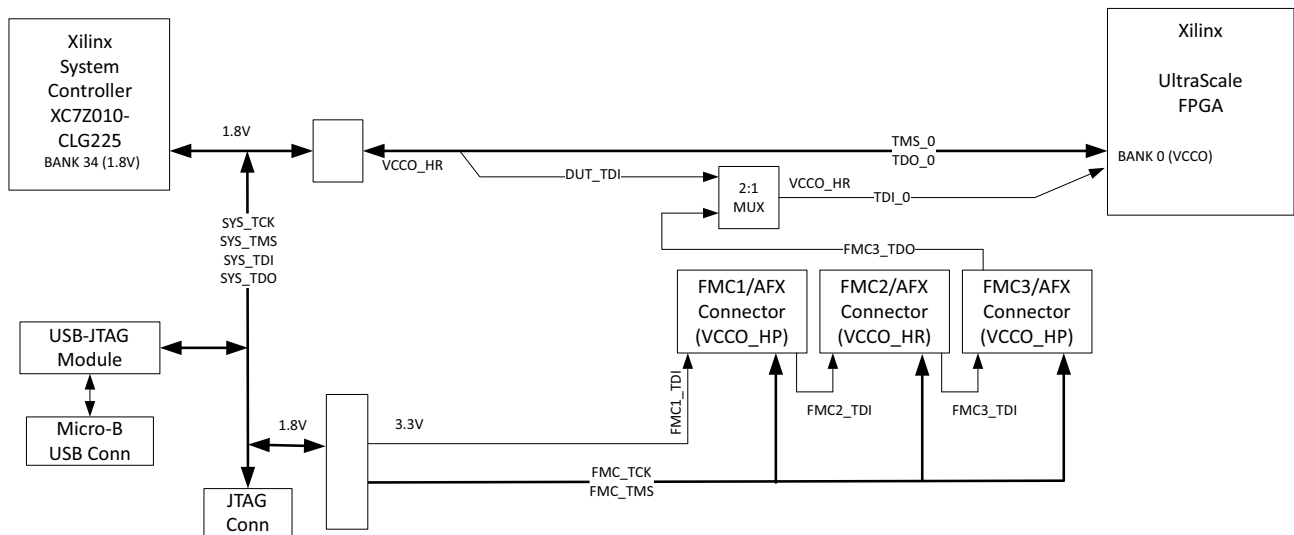 Xilinx
System
Controller
XC7Z010-
CLG225
BANK 34 (1.8V)
1.8V
VCCO_HR
DUT_TDI
TMS_0
TDO_0
2:1
MUX
VCCO_HR
TDI_0
Xilinx
UltraScale
FPGA
BANK 0 (VCCO)
SYS_TCK
SYS_TMS
SYS_TDI
SYS_TDO
FMC3_TDO
FMC1/AFX
Connector
(VCCO_HP)
FMC2/AFX
Connector
(VCCO_HR)
FMC3/AFX
Connector
(VCCO_HP)
USB-JTAG
Module
Micro-B
USB Conn
1.8V
3.3V
FMC1_TDI
FMC2_TDI
FMC3_TDI
FMC_TCK
FMC_TMS
JTAG
Conn